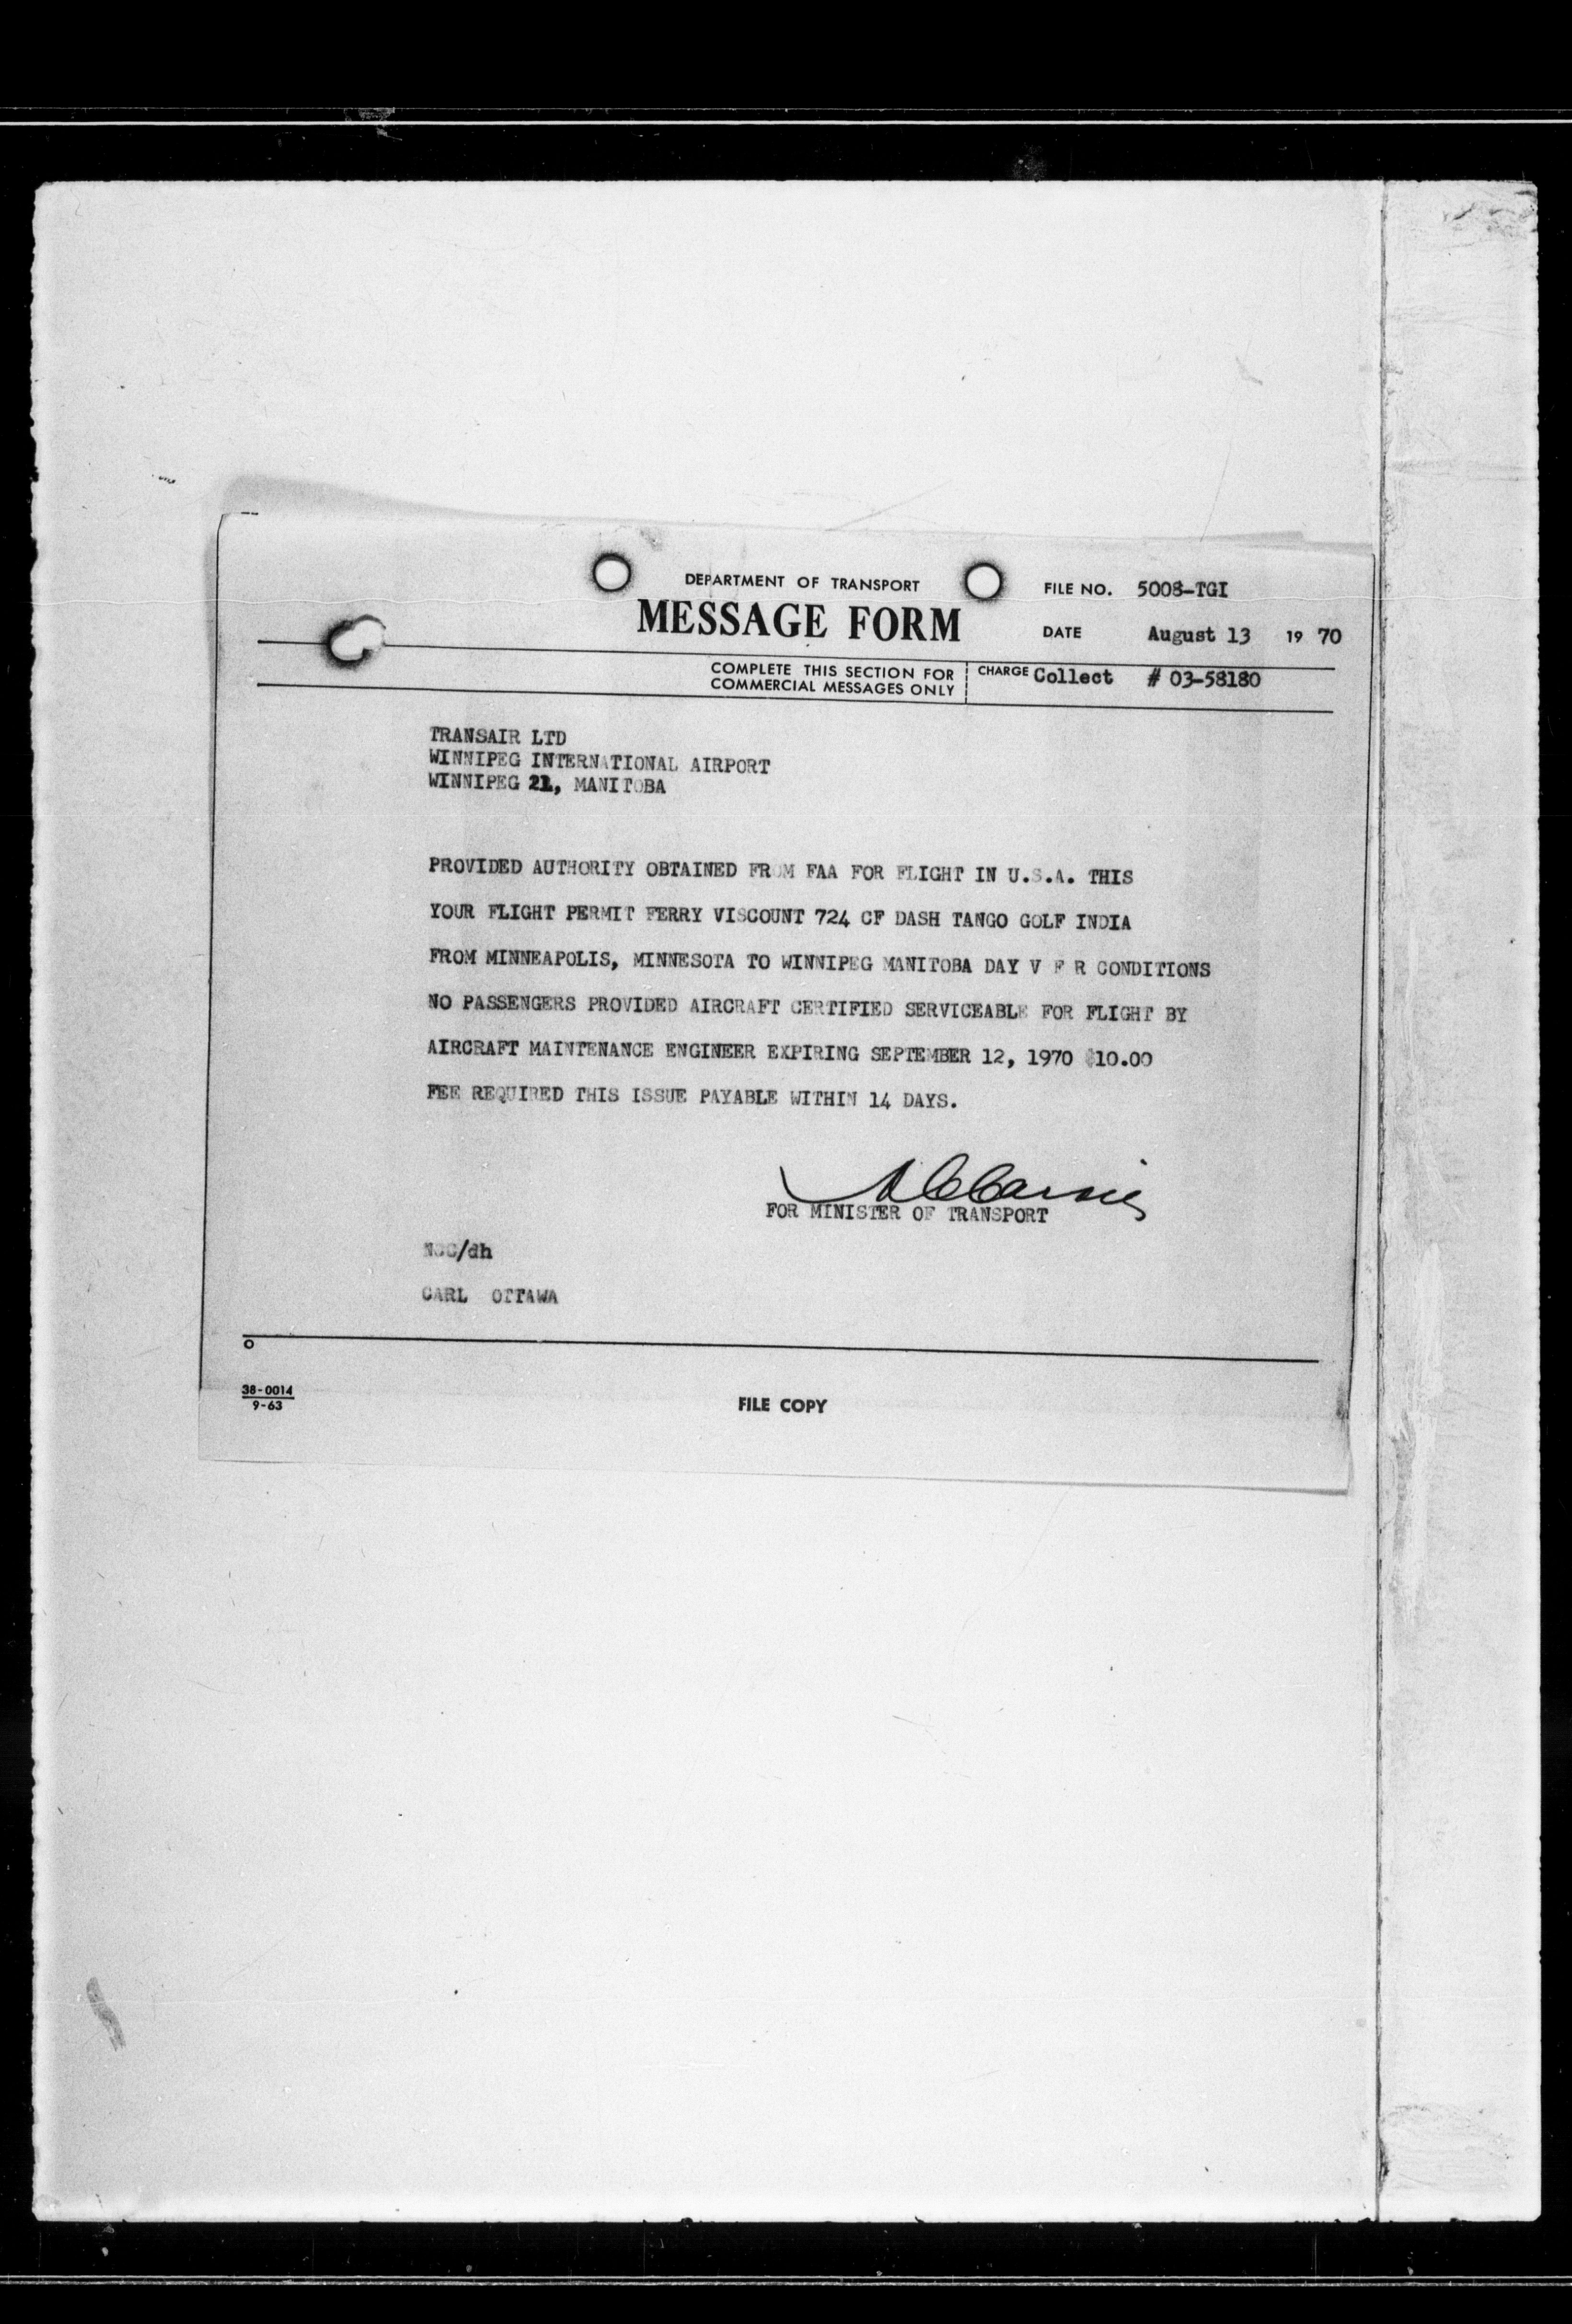 DEPARTMENT OF TRANSPORT
MESSAGE FORM
FILE NO. 5008-TGI
DATE August 13 19 70
COMPLETE THIS SECTION FOR
COMMERCIAL MESSAGES ONLY
CHARGE Collect # 03-58180
TRANSAIR LTD
WINNIPEG INTERNATIONAL AIRPORT
WINNIPEG 21, MANITOBA
PROVIDED AUTHORITY OBTAINED FROM FAA FOR FLIGHT IN U.S.A. THIS
YOUR FLIGHT PERMIT FERRY VISCOUNT 724 CF DASH TANGO GOLF INDIA
FROM MINNEAPOLIS, MINNESOTA TO WINNIPEG MANITOBA DAY V F R CONDITIONS
NO PASSENGERS PROVIDED AIRCRAFT CERTIFIED SERVICEABLE FOR FLIGHT BY
AIRCRAFT MAINTENANCE ENGINEER EXPIRING SEPTEMBER 12, 1970 $10.00
FEE REQUIRED THIS ISSUE PAYABLE WITHIN 14 DAYS.
FOR MINISTER OF TRANSPORT
CARL OTTAWA
O
38-0014
9-63
FILE COPY